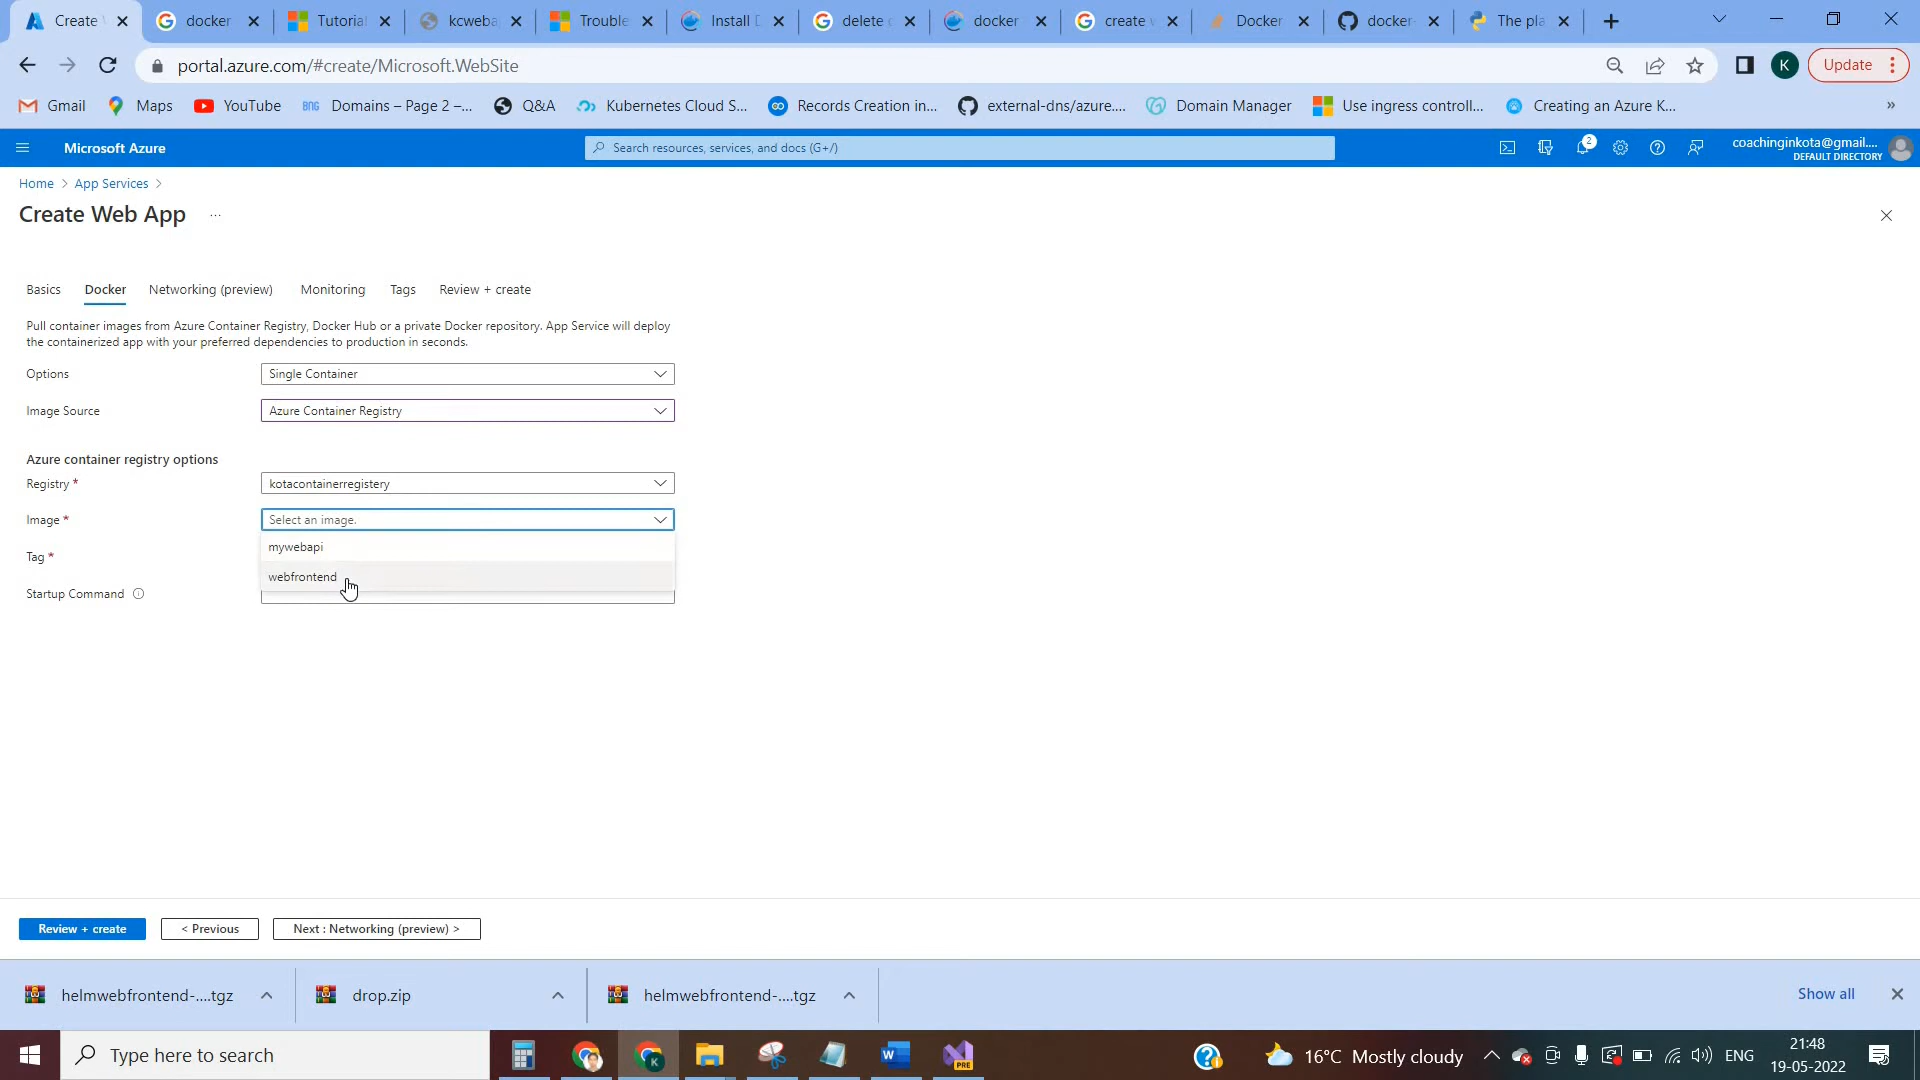 Create
docker
Tutorial
kcweba
Trouble
Install
delete
docker
create
Docker
docker-
The pla
portal.azure.com/#create/Microsoft.WebSite
K
Update
Gmail
Maps
YouTube
BNG Domains – Page 2 –...
Q&A
Kubernetes Cloud S...
Records Creation in...
external-dns/azure....
Domain Manager
Use ingress controll...
Creating an Azure K...
»
Microsoft Azure
Search resources, services, and docs (G+/)
2
coachinginkota@gmail....
DEFAULT DIRECTORY
Home > App Services >
Create Web App ...
Basics
Docker
Networking (preview)
Monitoring
Tags
Review + create
Pull container images from Azure Container Registry, Docker Hub or a private Docker repository. App Service will deploy
the containerized app with your preferred dependencies to production in seconds.
Options
Single Container
Image Source
Azure Container Registry
Azure container registry options
Registry *
kotacontainerregistery
Image *
Select an image.
mywebapi
Tag *
webfrontend
Startup Command
Review + create
< Previous
Next : Networking (preview) >
helmwebfrontend-....tgz
drop.zip
helmwebfrontend-....tgz
Show all
Type here to search
16°C Mostly cloudy
ENG
21:48
19-05-2022